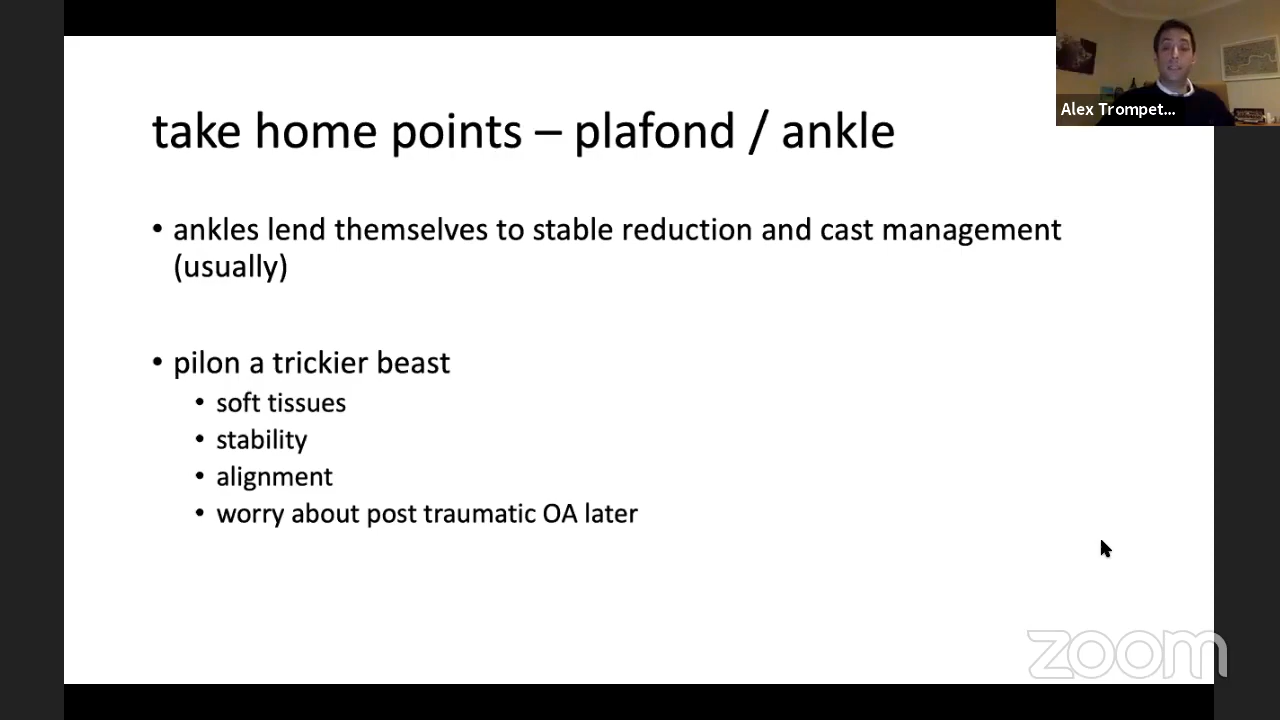 take home points – plafond / ankle
Alex Trompet...
• ankles lend themselves to stable reduction and cast management
(usually)
• pilon a trickier beast
• soft tissues
• stability
• alignment
• worry about post traumatic OA later
zoom